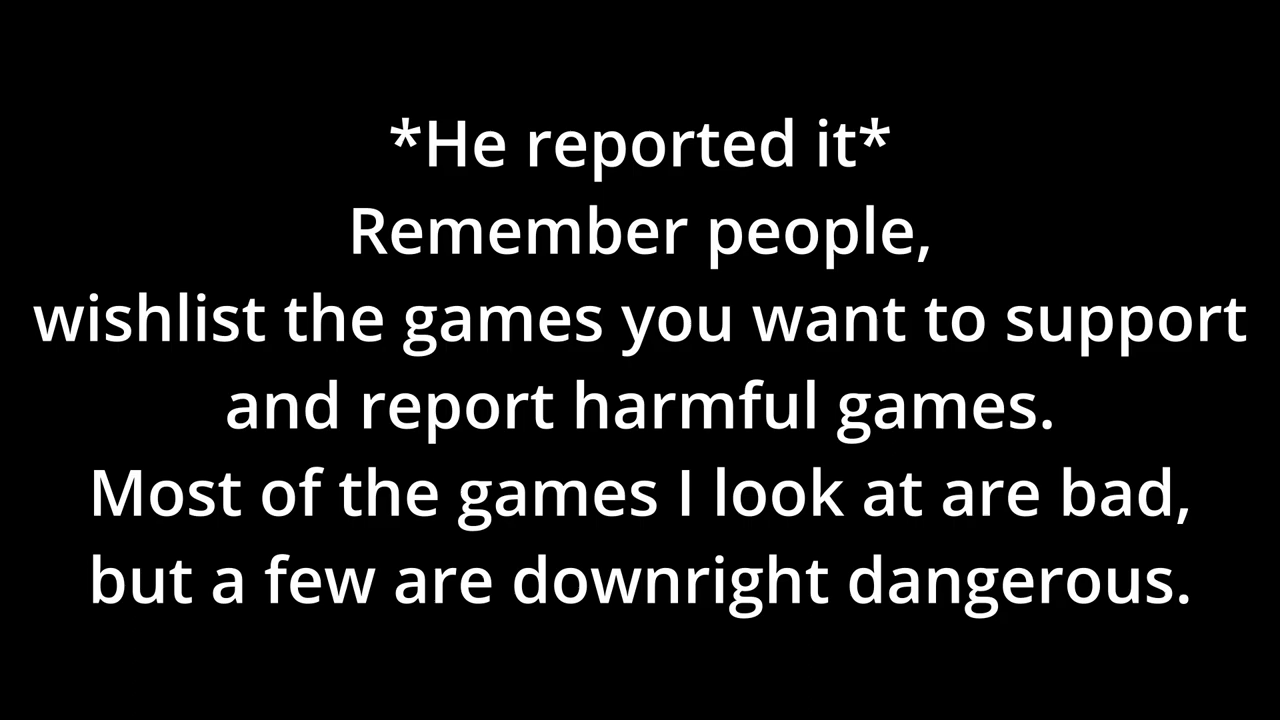 *He reported it*
Remember people,
wishlist the games you want to support
and report harmful games.
Most of the games I look at are bad,
but a few are downright dangerous.